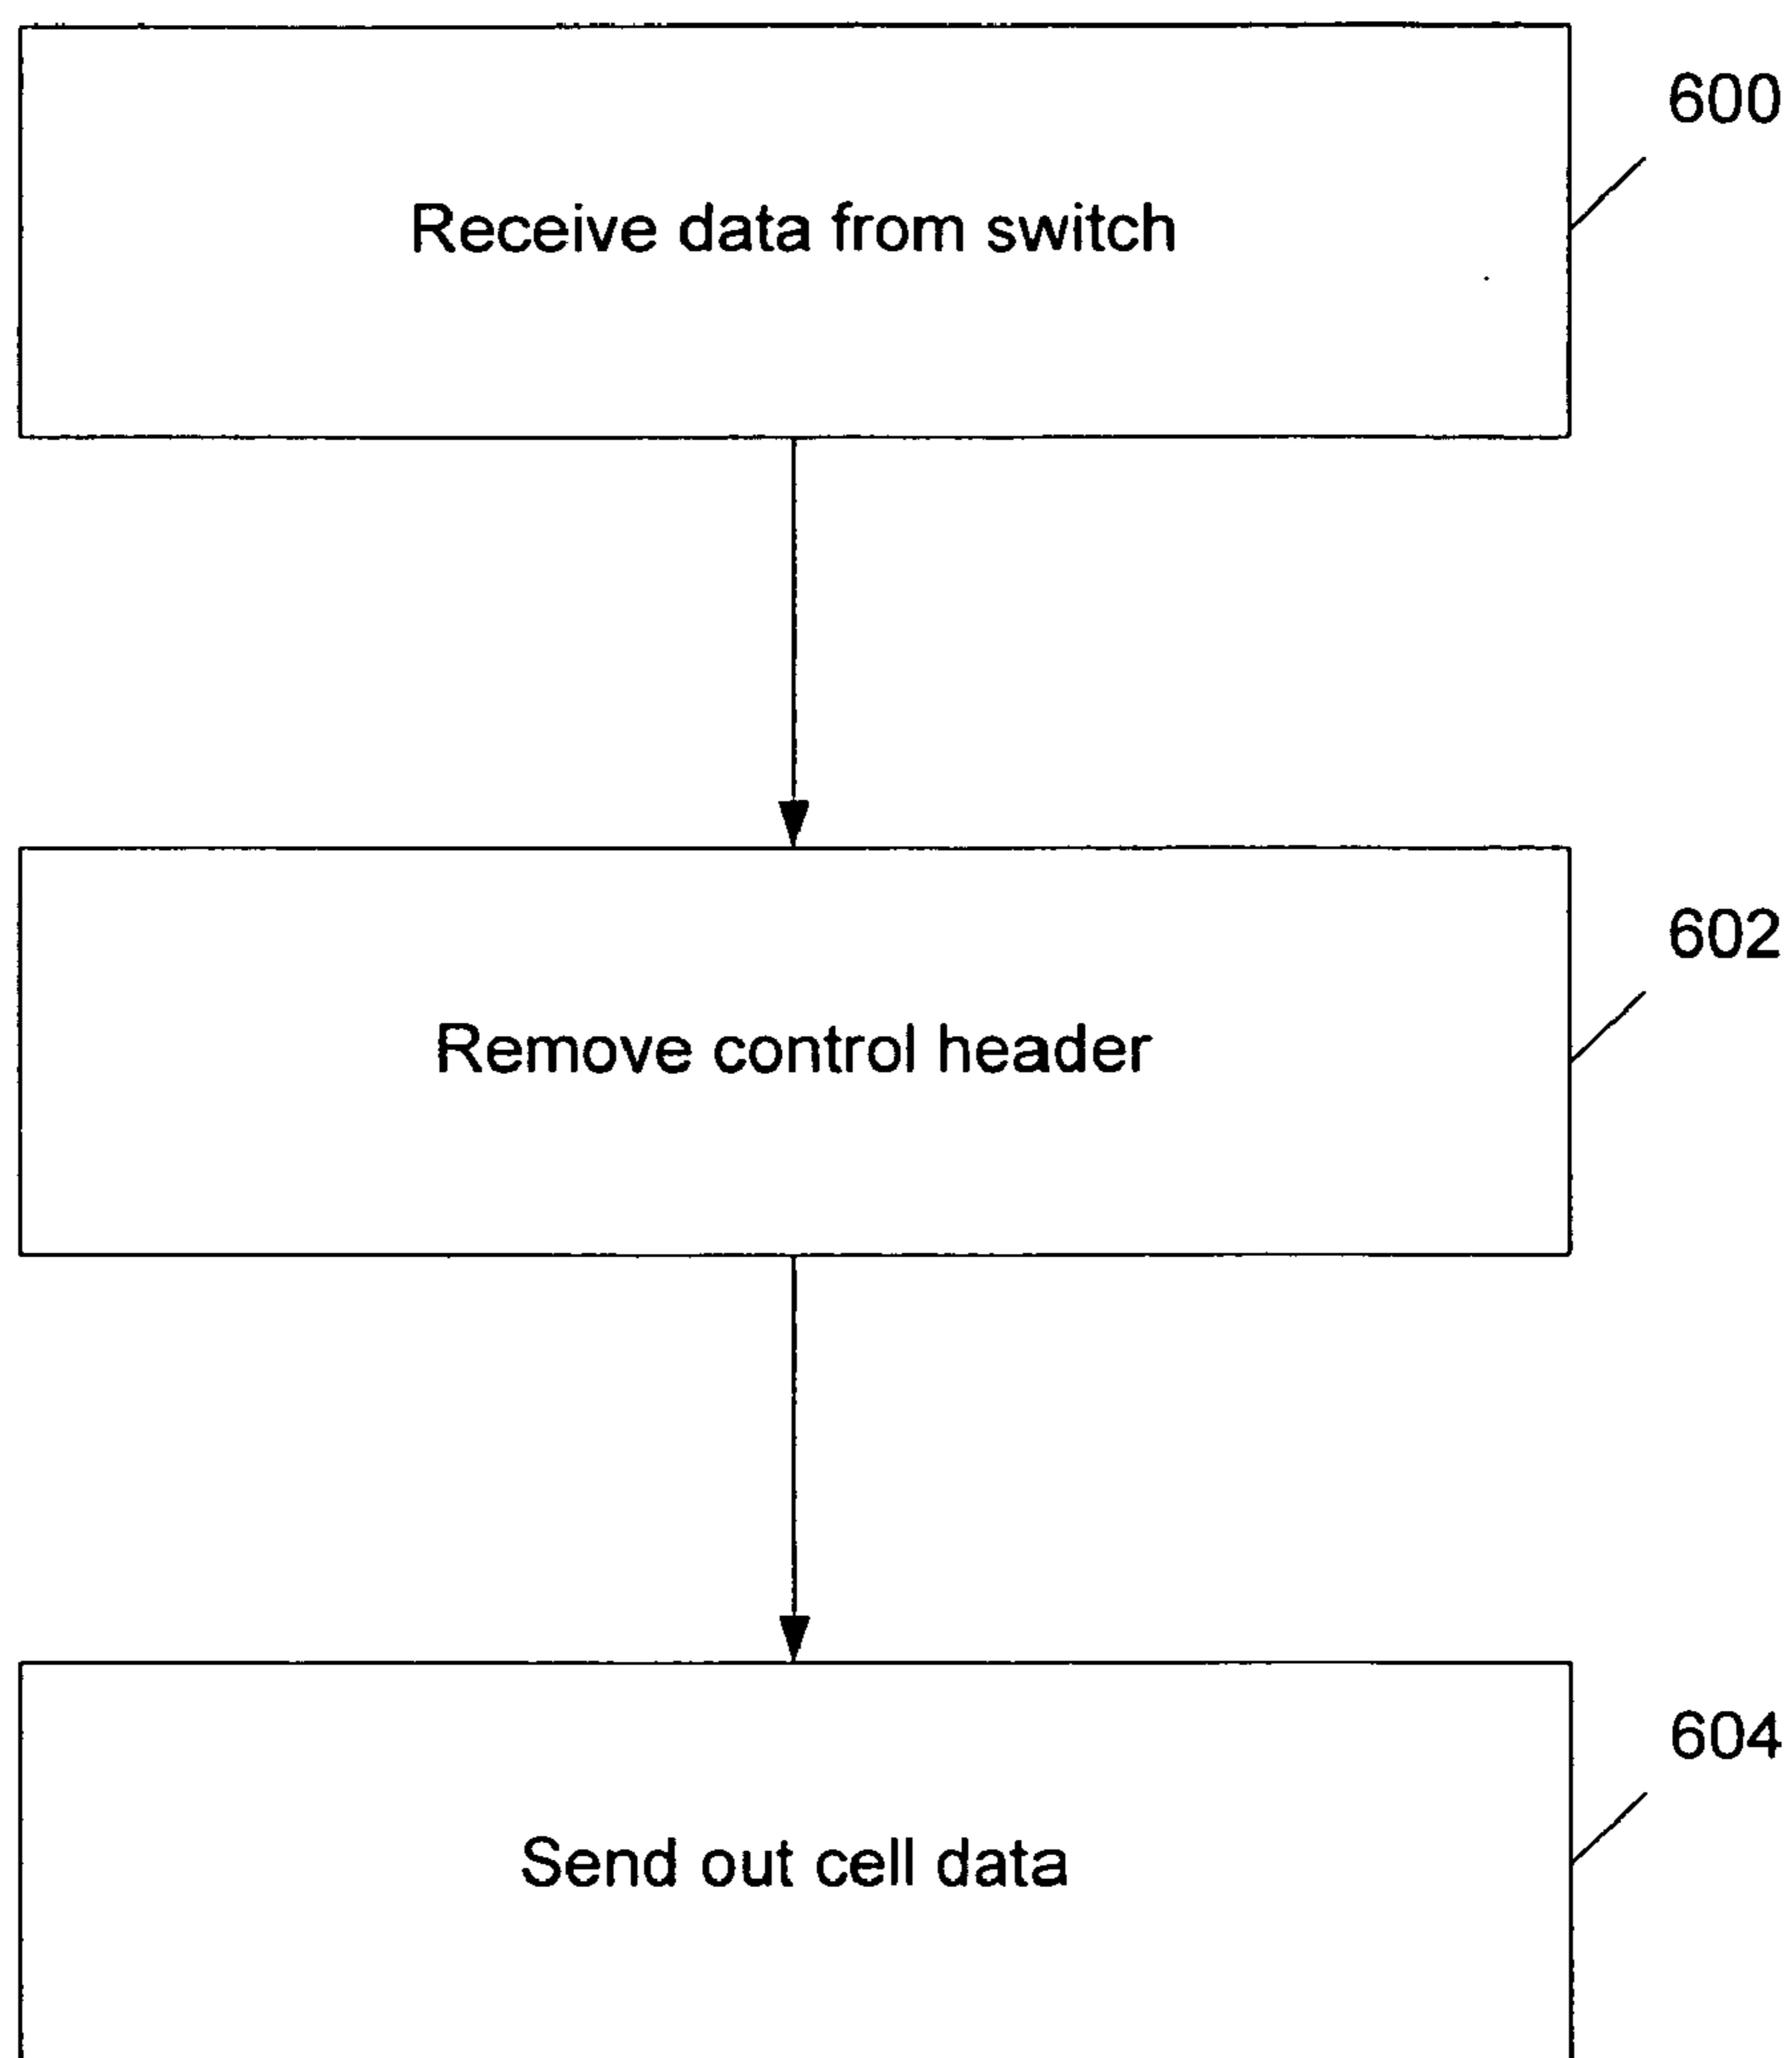 600
Receive data from switch
602
Remove control header
604
Send out cell data